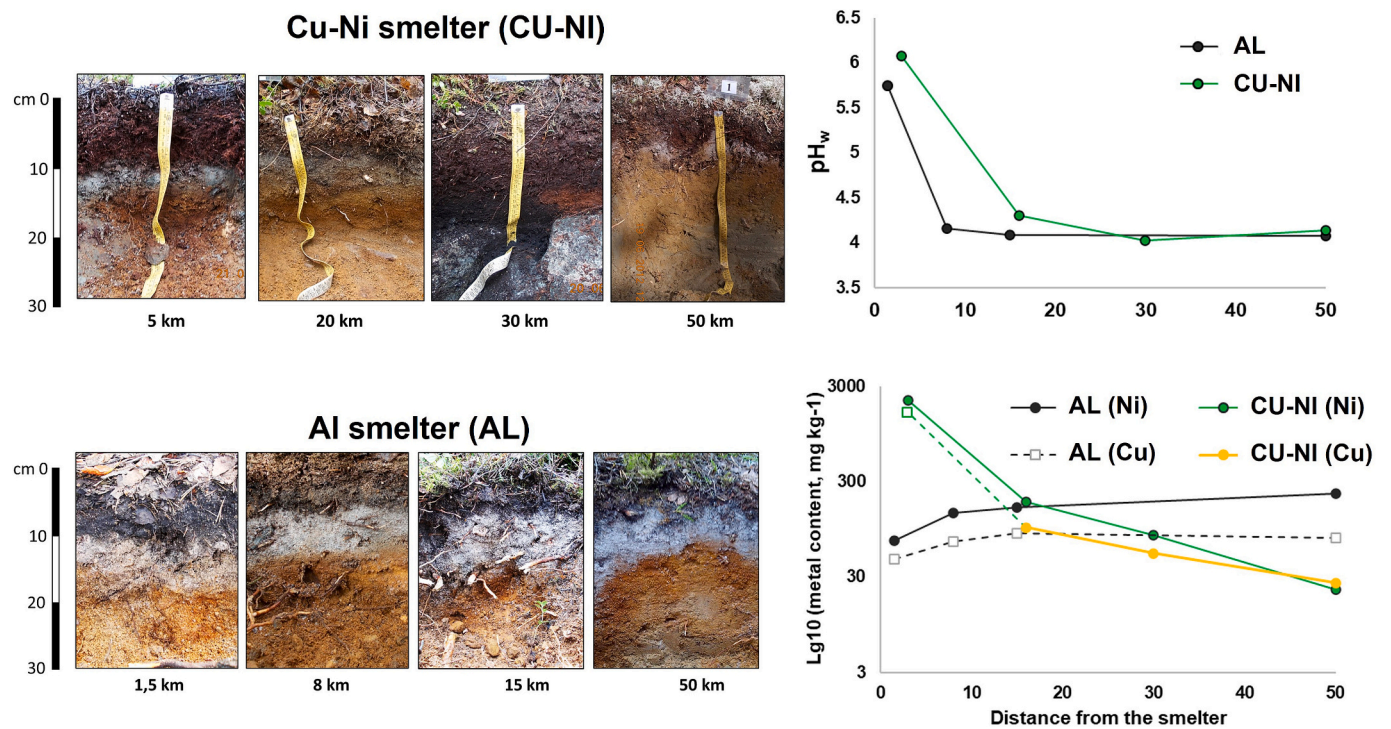 Cu-Ni smelter (CU-NI)
cm 0
10
20
30
5 km
20 km
30 km
1
50 km
6.5
6
5.5
5
4.5
4
3.5
pHw
AL
CU-NI
0
10
20
30
40
50
Al smelter (AL)
cm 0
10
20
30
1,5 km
8 km
15 km
50 km
Lg10 (metal content, mg kg-1)
3000
300
30
3
AL (Ni)
CU-NI (Ni)
AL (Cu)
CU-NI (Cu)
0
10
20
30
40
50
Distance from the smelter